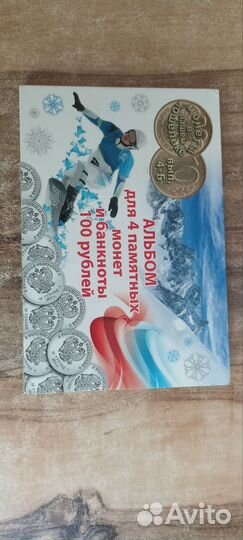 АЛЬБОМ
для 4 памятных
монет
и банкноты
100 рублей
Avito